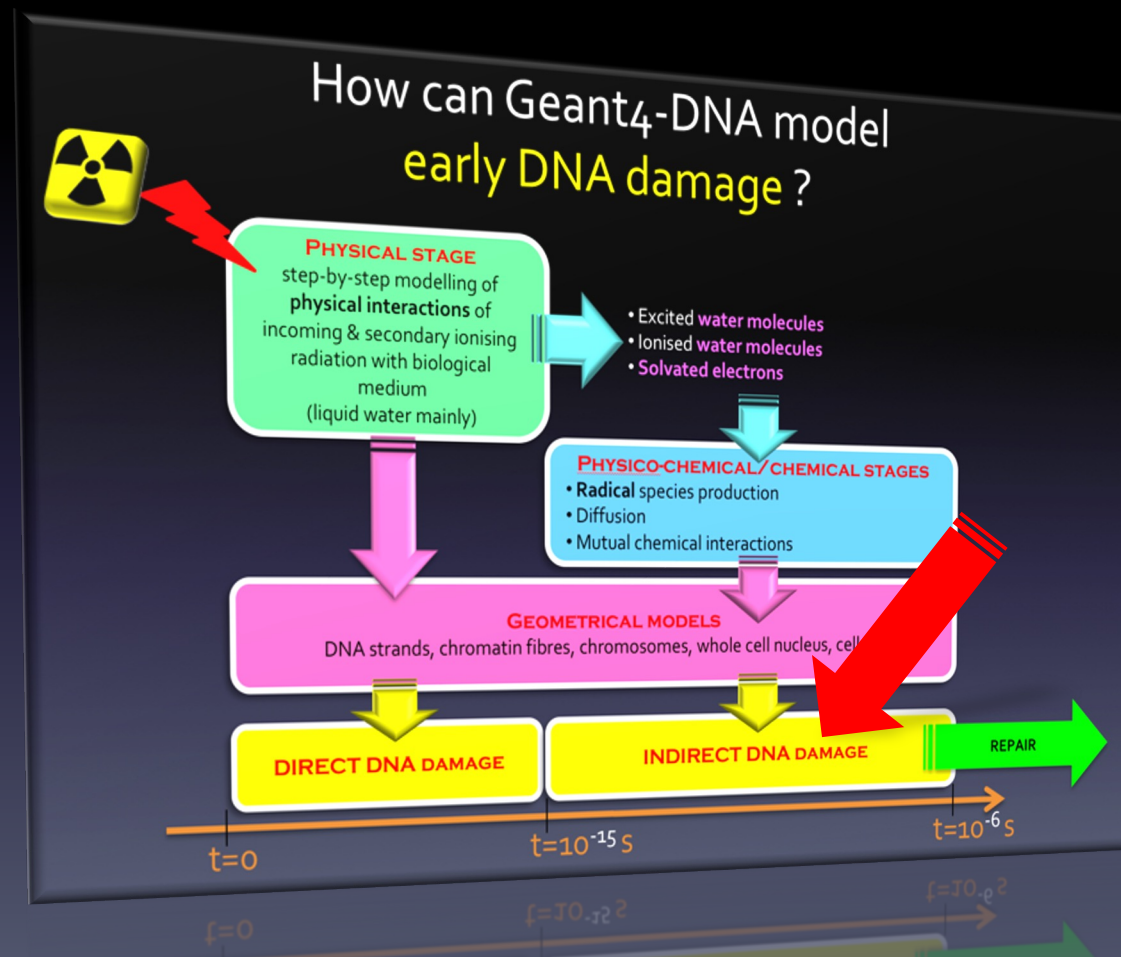 How can Geant4-DNA model
early DNA damage ?
PHYSICAL STAGE
step-by-step modelling of
physical interactions of
incoming & secondary ionising
radiation with biological
medium
(liquid water mainly)
• Excited water molecules
• Ionised water molecules
• Solvated electrons
PHYSICO-CHEMICAL/CHEMICAL STAGES
• Radical species production
• Diffusion
• Mutual chemical interactions
GEOMETRICAL MODELS
DNA strands, chromatin fibres, chromosomes, whole cell nucleus, cell
DIRECT DNA DAMAGE
INDIRECT DNA DAMAGE
REPAIR
t=0
t=10-15 s
t=10-6 s